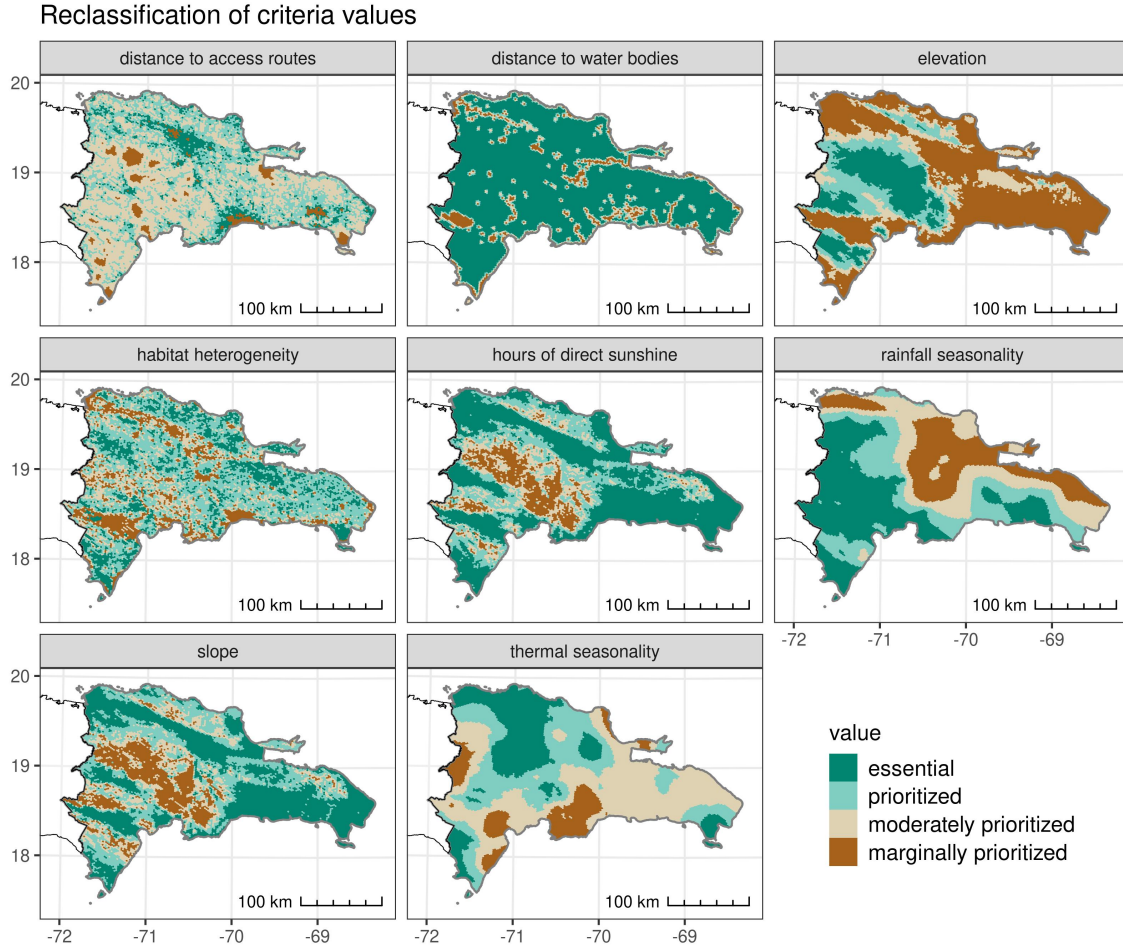 Reclassification of criteria values
distance to access routes
distance to water bodies
elevation
20
19
18
100 km
100 km
100 km
habitat heterogeneity
hours of direct sunshine
rainfall seasonality
20
19
18
100 km
100 km
100 km
-72
-71
-70
-69
slope
thermal seasonality
20
19
18
100 km
100 km
-72
-71
-70
-69
-72
-71
-70
-69
value
essential
prioritized
moderately prioritized
marginally prioritized